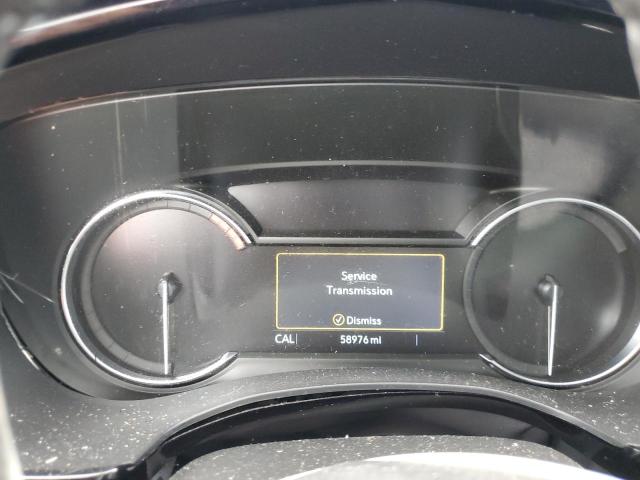 Service
Transmission
Dismiss
CAL 58976 mi